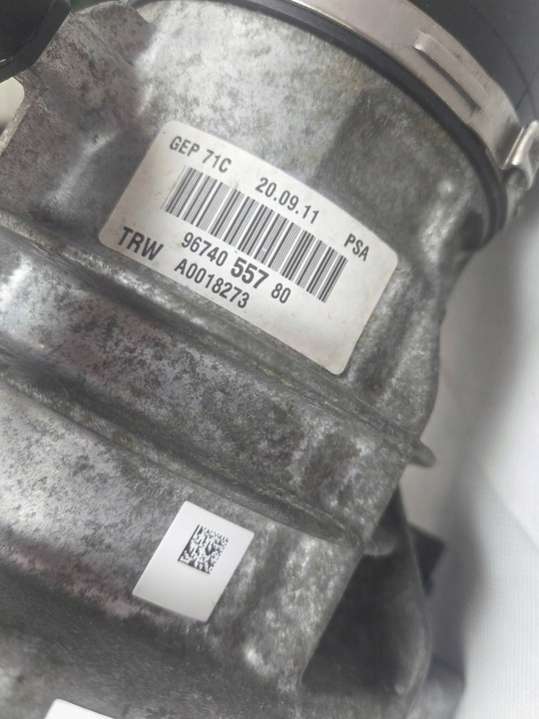 GEP 71C 20.09.11 PSA
96740 557 80
TRW A0018273